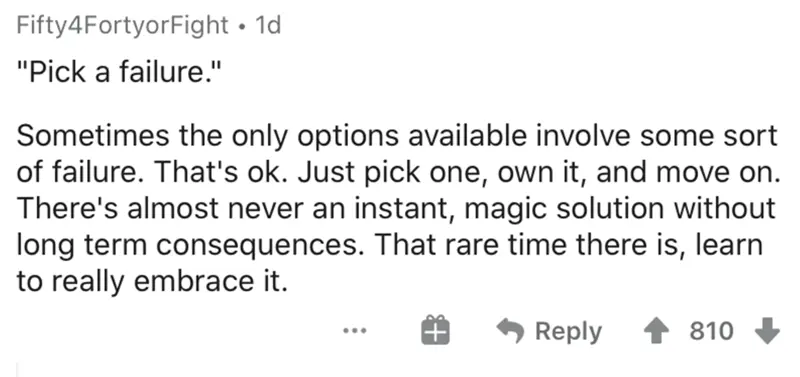 Fifty4FortyorFight • 1d
"Pick a failure."
Sometimes the only options available involve some sort
of failure. That's ok. Just pick one, own it, and move on.
There's almost never an instant, magic solution without
long term consequences. That rare time there is, learn
to really embrace it.
... Reply 810